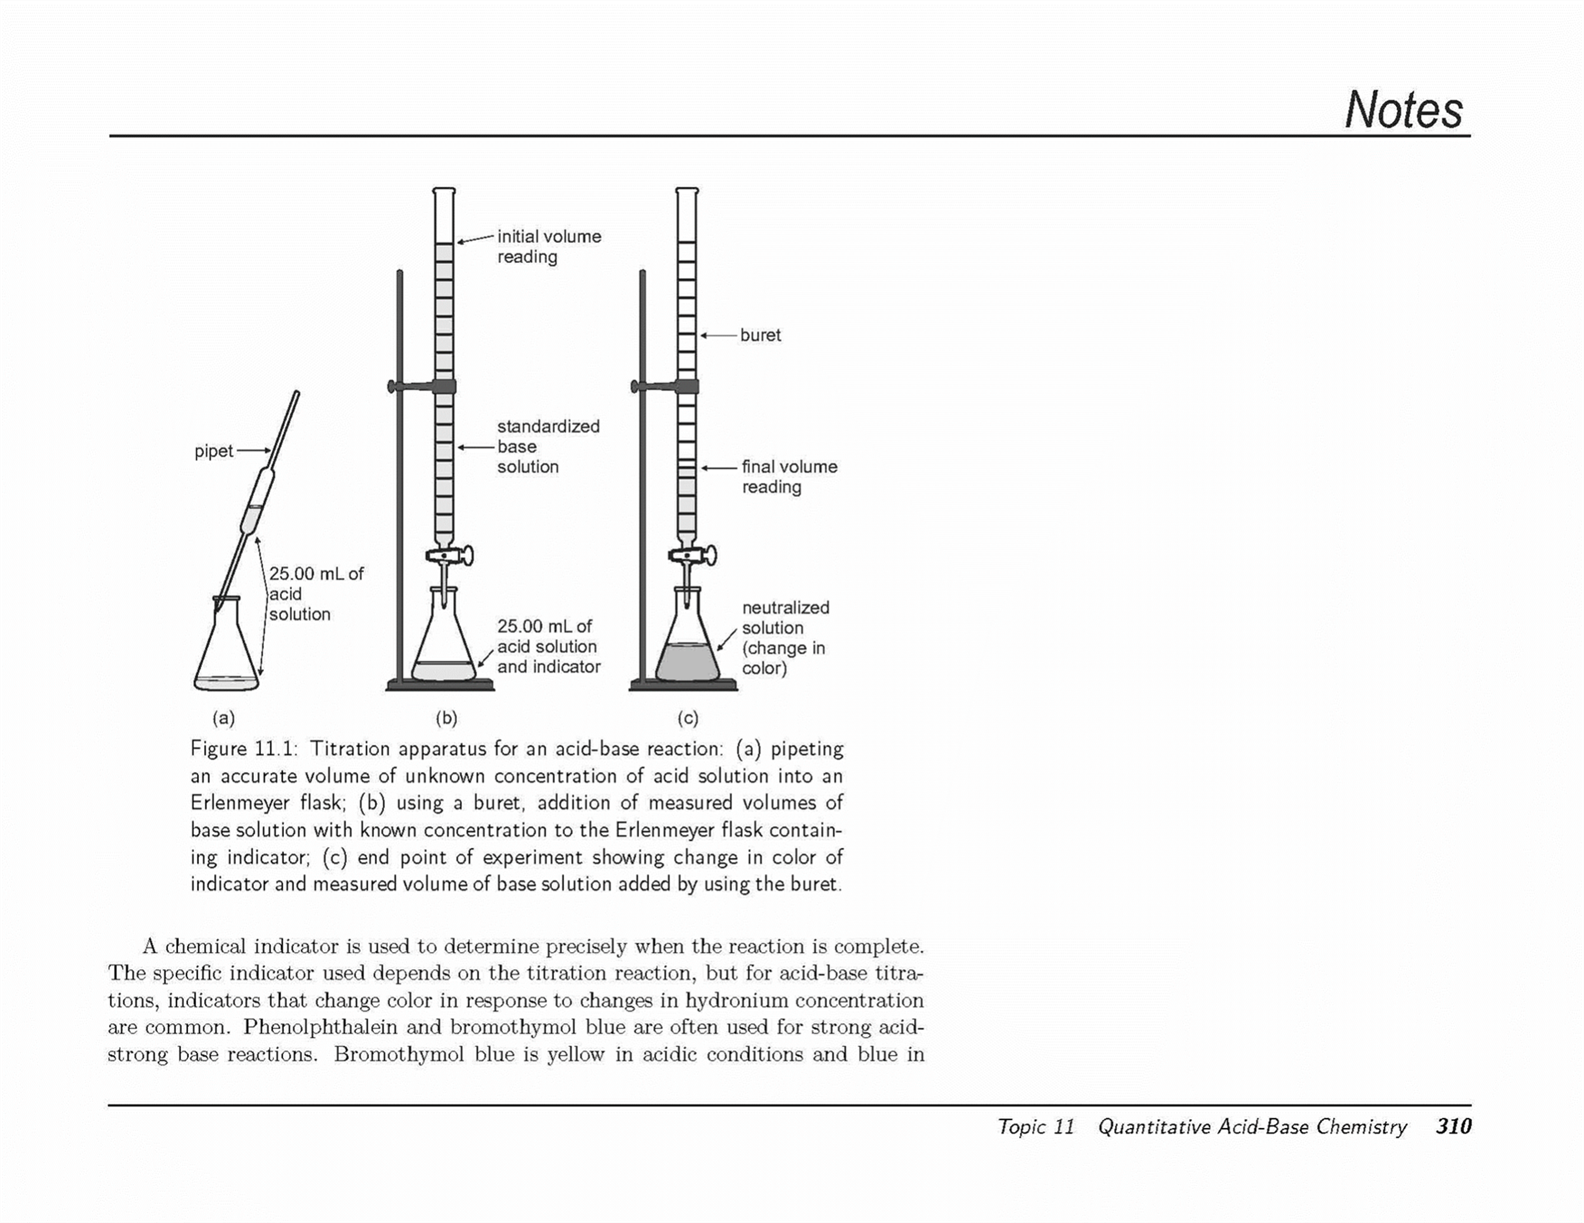 Notes
initial volume
reading
buret
standardized
base
solution
pipet
final volume
reading
25.00 mL of
acid
solution
25.00 mL of
acid solution
and indicator
neutralized
solution
(change in
color)
(a)
(b)
(c)
Figure 11.1: Titration apparatus for an acid-base reaction: (a) pipeting
an accurate volume of unknown concentration of acid solution into an
Erlenmeyer flask; (b) using a buret, addition of measured volumes of
base solution with known concentration to the Erlenmeyer flask contain-
ing indicator; (c) end point of experiment showing change in color of
indicator and measured volume of base solution added by using the buret.
A chemical indicator is used to determine precisely when the reaction is complete.
The specific indicator used depends on the titration reaction, but for acid-base titra-
tions, indicators that change color in response to changes in hydronium concentration
are common. Phenolphthalein and bromothymol blue are often used for strong acid-
strong base reactions. Bromothymol blue is yellow in acidic conditions and blue in
Topic 11 Quantitative Acid-Base Chemistry 310